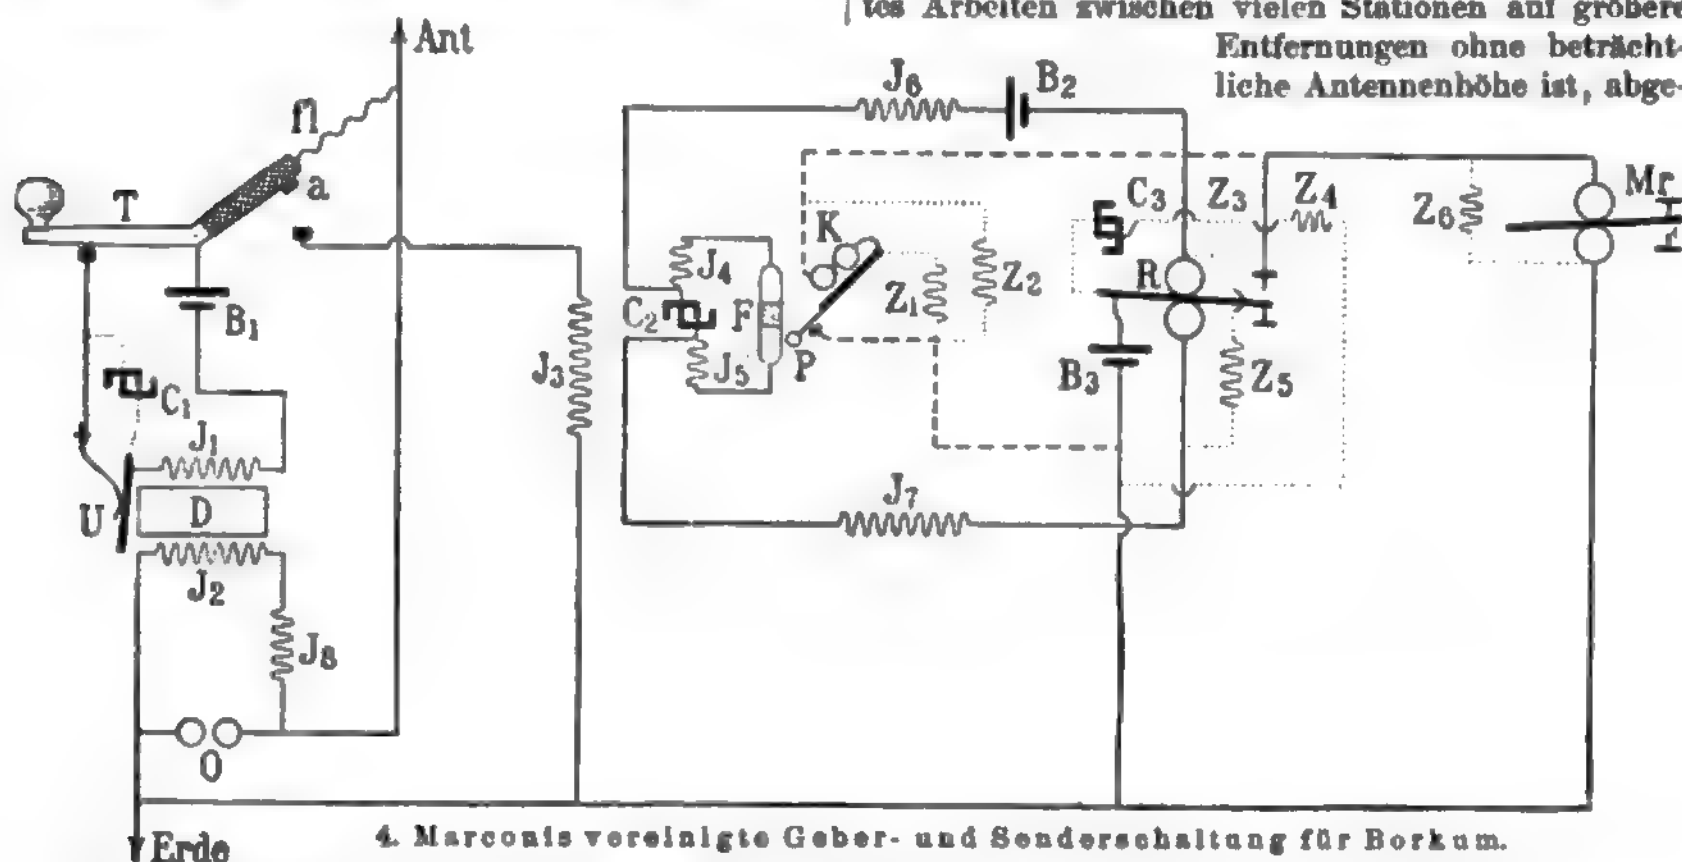 tes Arbeiten zwischen vielen Stationen auf größere
Entfernungen ohne beträcht-
liche Antennenhöhe ist, abge-
Ant
J6
B2
fl
a
T
K
C3
Z3
Z4
Z6
Mr
J4
R
C2
F
Z1
Z2
B1
P
J5
J3
B3
Z5
C1
J1
U
D
J7
J2
J8
O
Erde
4. Marconis vereinigte Geber- und Senderschaltung für Borkum.